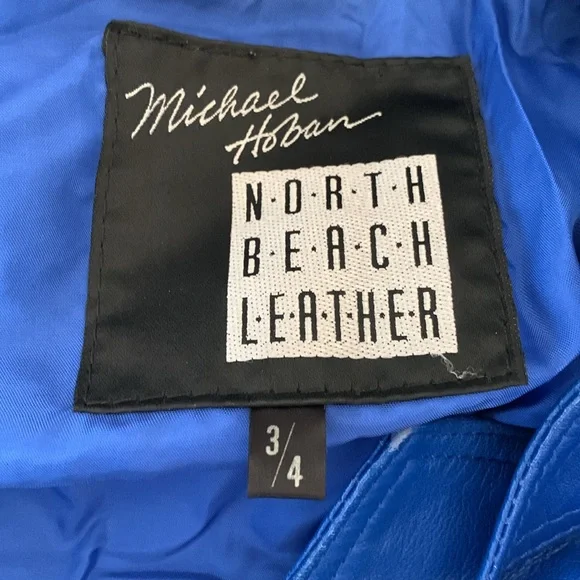 Michael
Hoban
N·O·R·T·H
B·E·A·C·H
L·E·A·T·H·E·R
3/4